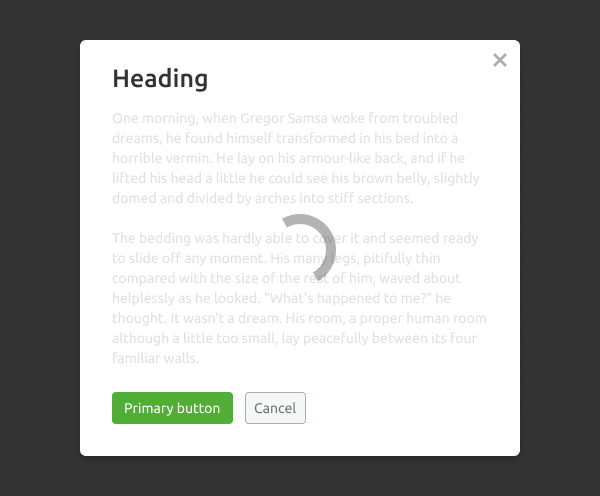 Heading
One morning, when Gregor Samsa woke from troubled
dreams, he found himself transformed in his bed into a
horrible vermin. He lay on his armour-like back, and if he
lifted his head a little he could see his brown belly, slightly
domed and divided by arches into stiff sections.
The bedding was hardly able to cover it and seemed ready
to slide off any moment. His many legs, pitifully thin
compared with the size of the rest of him, waved about
helplessly as he looked. "What's happened to me?" he
thought. It wasn't a dream. His room, a proper human room
although a little too small, lay peacefully between its four
familiar walls.
Primary button
Cancel